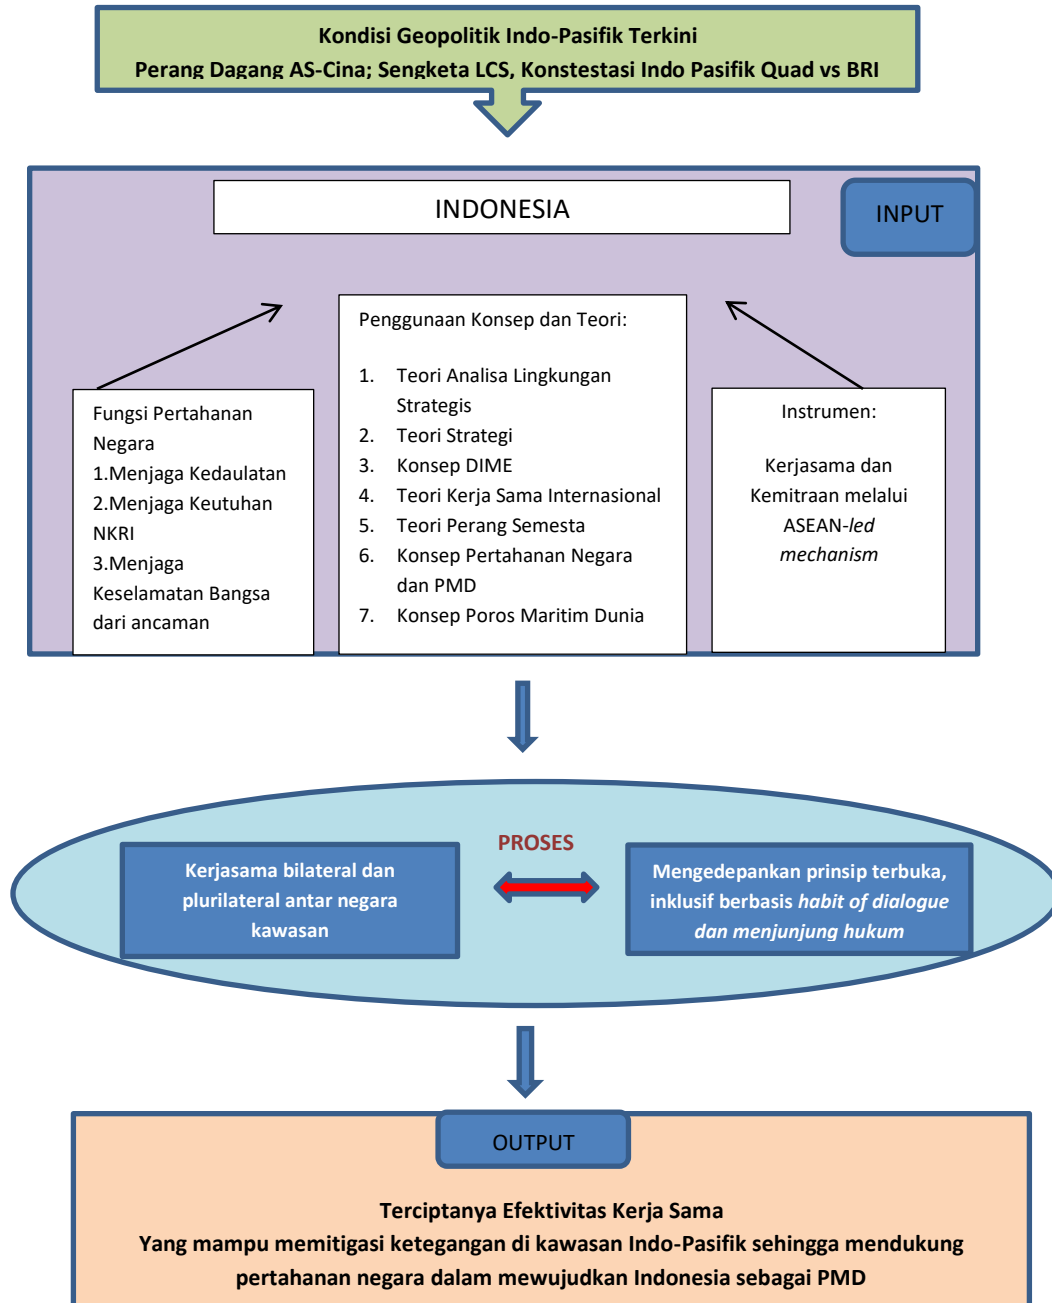 Kondisi Geopolitik Indo-Pasifik Terkini
Perang Dagang AS-Cina; Sengketa LCS, Konstestasi Indo Pasifik Quad vs BRI
INDONESIA
INPUT
Fungsi Pertahanan
Negara
1.Menjaga Kedaulatan
2.Menjaga Keutuhan
NKRI
3.Menjaga
Keselamatan Bangsa
dari ancaman
Penggunaan Konsep dan Teori:
1. Teori Analisa Lingkungan
Strategis
2. Teori Strategi
3. Konsep DIME
4. Teori Kerja Sama Internasional
5. Teori Perang Semesta
6. Konsep Pertahanan Negara
dan PMD
7. Konsep Poros Maritim Dunia
Instrumen:
Kerjasama dan
Kemitraan melalui
ASEAN-led
mechanism
PROSES
Kerjasama bilateral dan
plurilateral antar negara
kawasan
Mengedepankan prinsip terbuka,
inklusif berbasis habit of dialogue
dan menjunjung hukum
OUTPUT
Terciptanya Efektivitas Kerja Sama
Yang mampu memitigasi ketegangan di kawasan Indo-Pasifik sehingga mendukung
pertahanan negara dalam mewujudkan Indonesia sebagai PMD